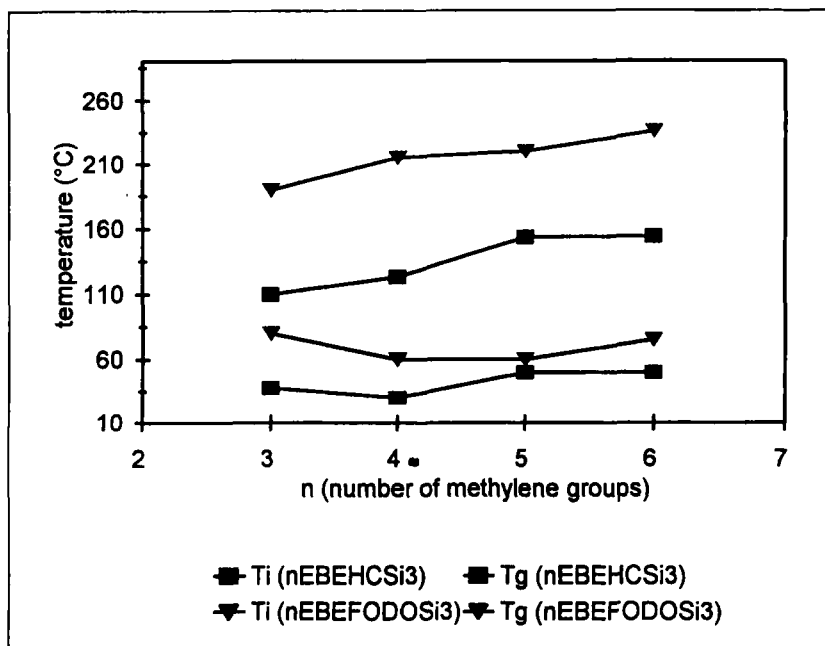 260
210
160
110
60
10
temperature (°C)
2 3 4 5 6 7
n (number of methylene groups)
Ti (nEBEHCSi3) Tg (nEBEHCSi3)
Ti (nEBEFODOSi3) Tg (nEBEFODOSi3)